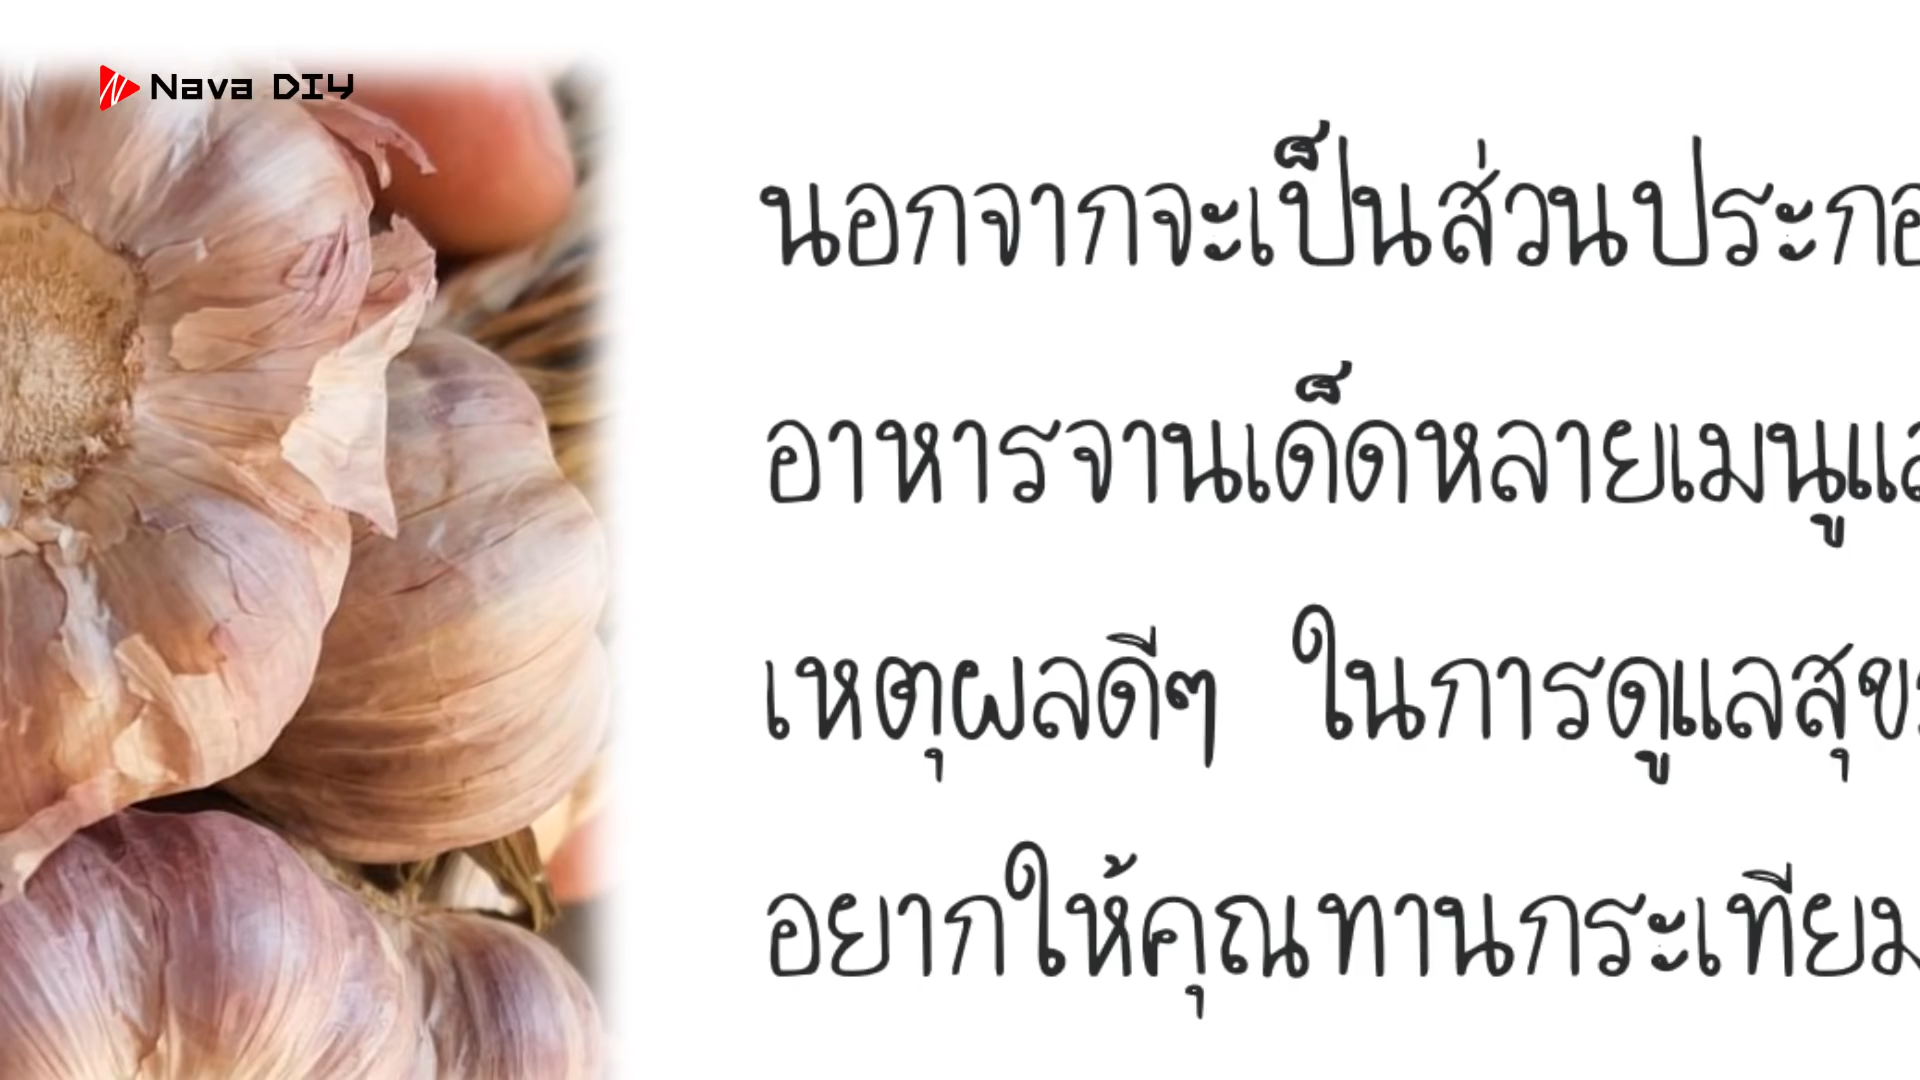 Nava DIY
นอกจากจะเป็นส่วนประกอ
อาหารจานเด็ดหลายเมนูแล
เหตุผลดีๆ ในการดูแลสุข
อยากให้คุณทานกระเทียม